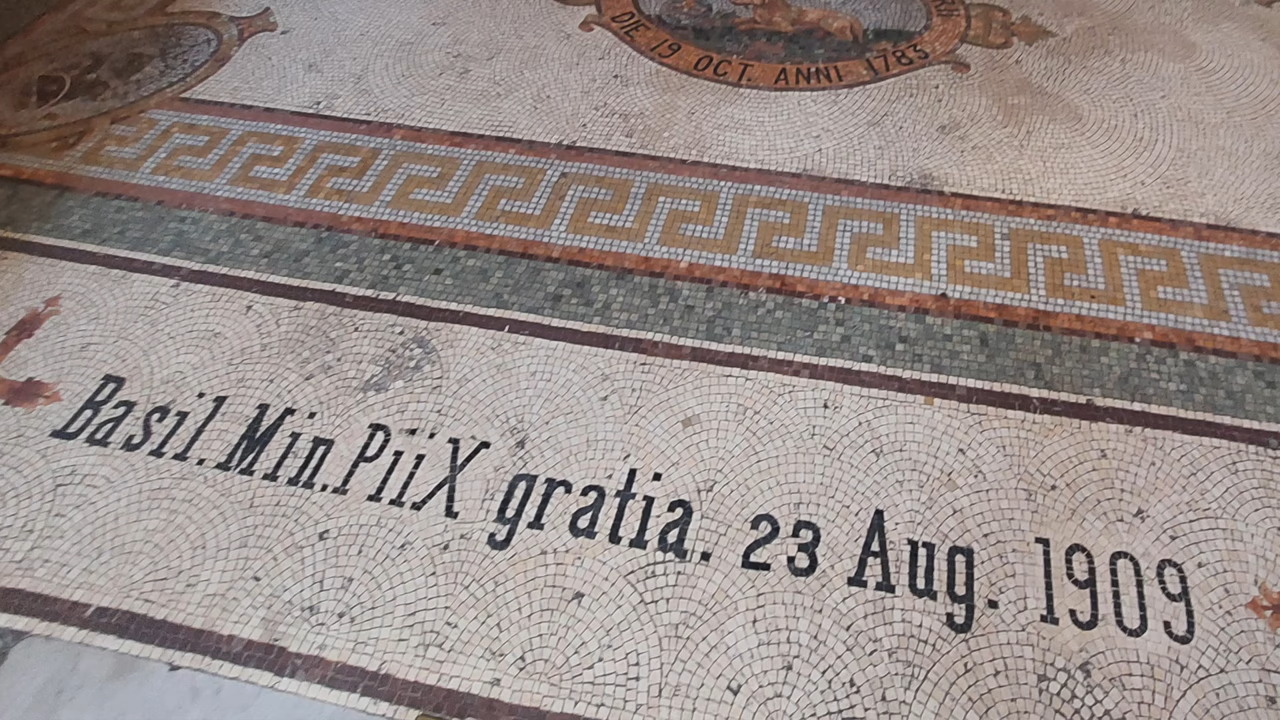 DIE 19 OCT. ANNI 1783
Basil.Min.PiiX gratia. 23 Aug. 1909